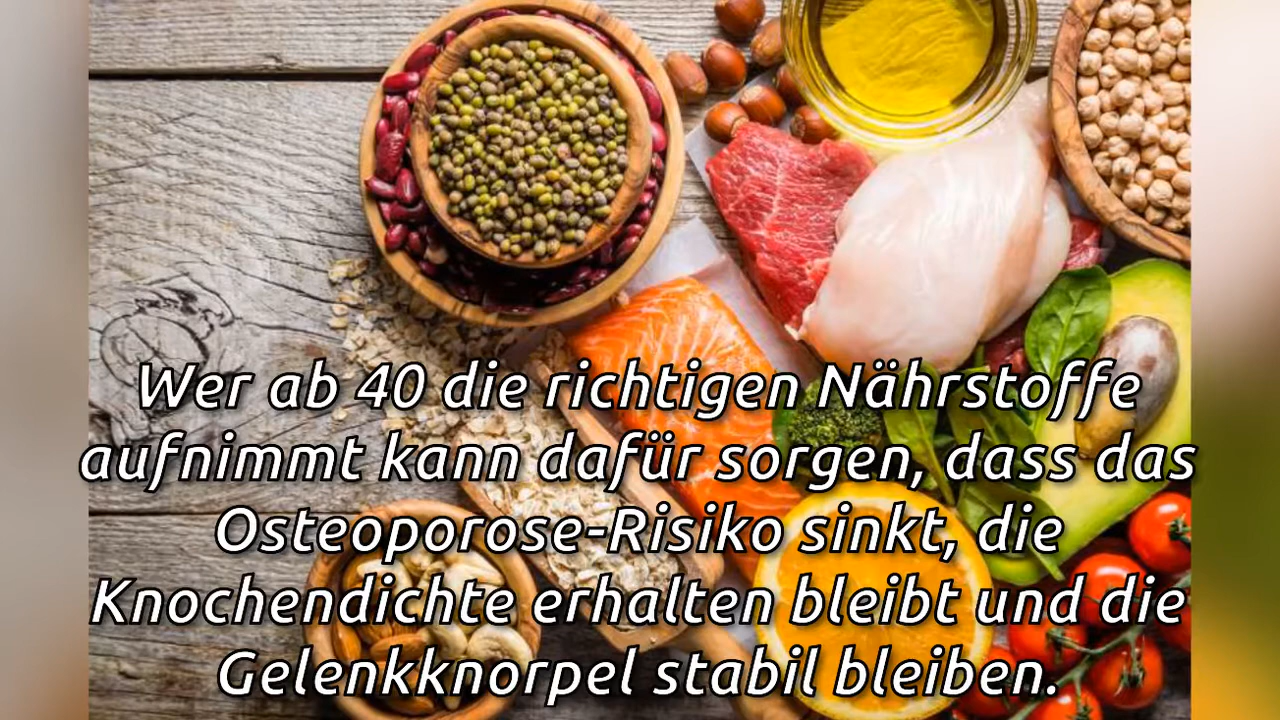 Wer ab 40 die richtigen Nährstoffe
aufnimmt kann dafür sorgen, dass das
Osteoporose-Risiko sinkt, die
Knochendichte erhalten bleibt und die
Gelenkknorpel stabil bleiben.